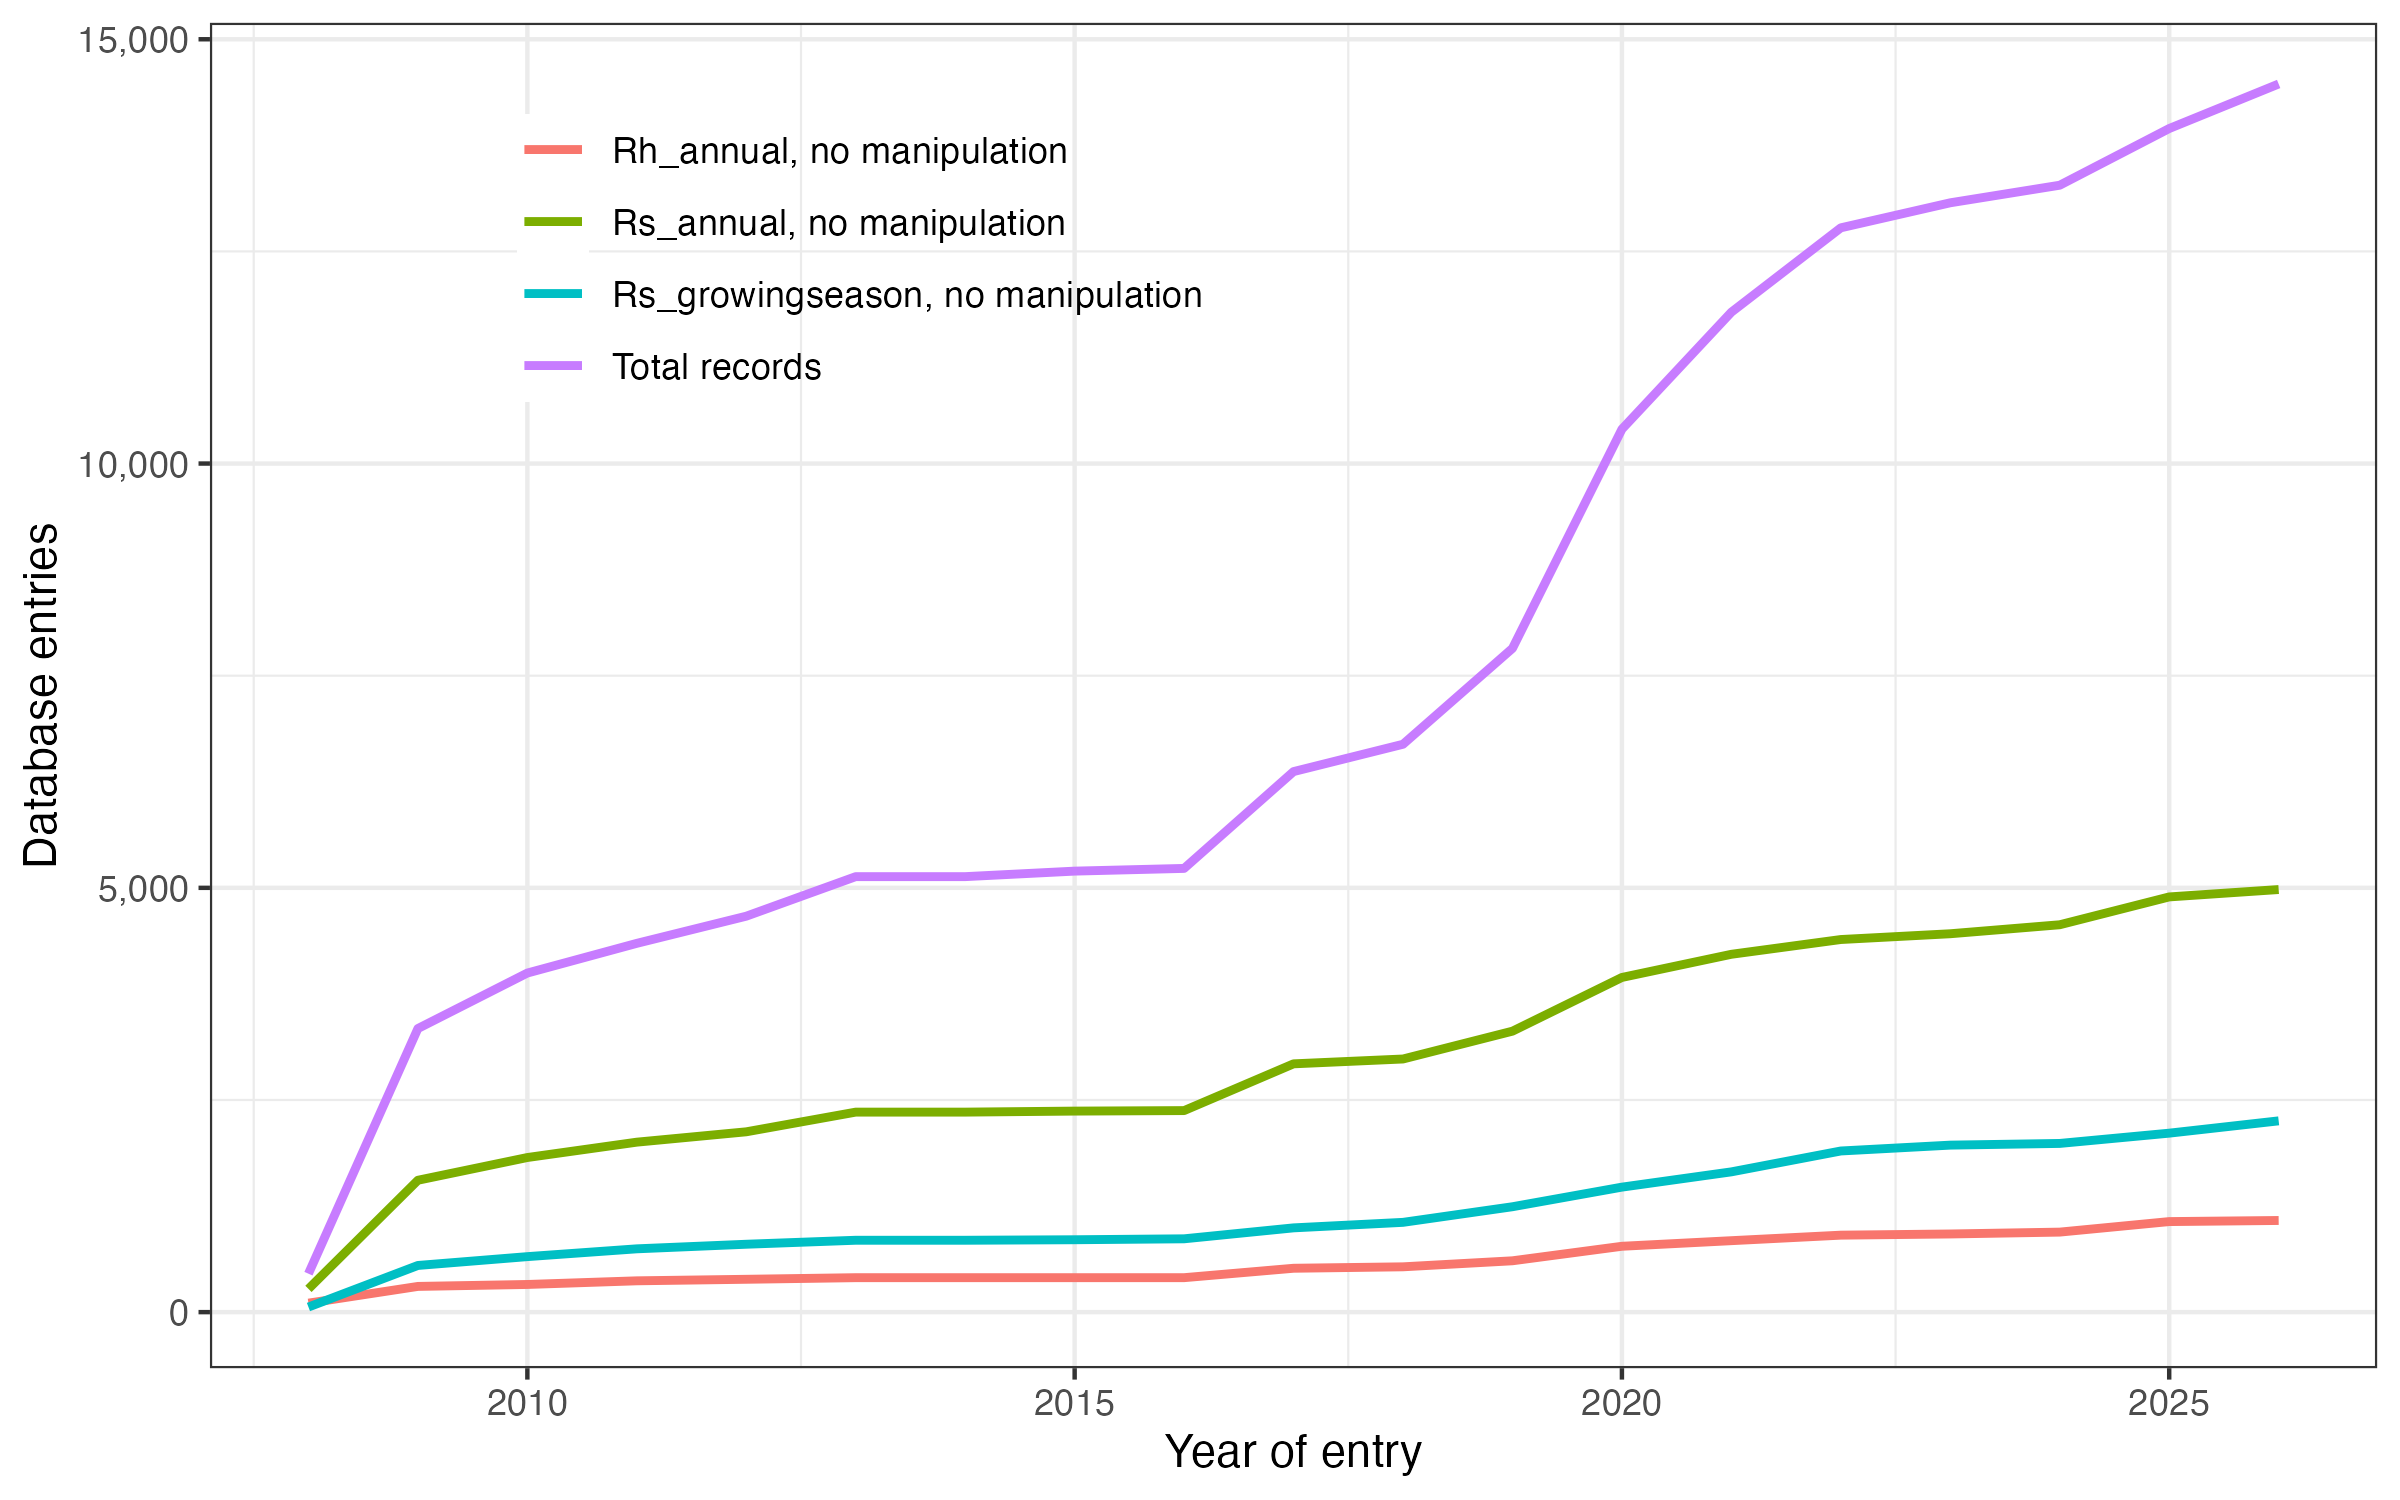 15,000
10,000
5,000
0
Database entries
Rh_annual, no manipulation
Rs_annual, no manipulation
Rs_growingseason, no manipulation
Total records
2010
2015
2020
2025
Year of entry